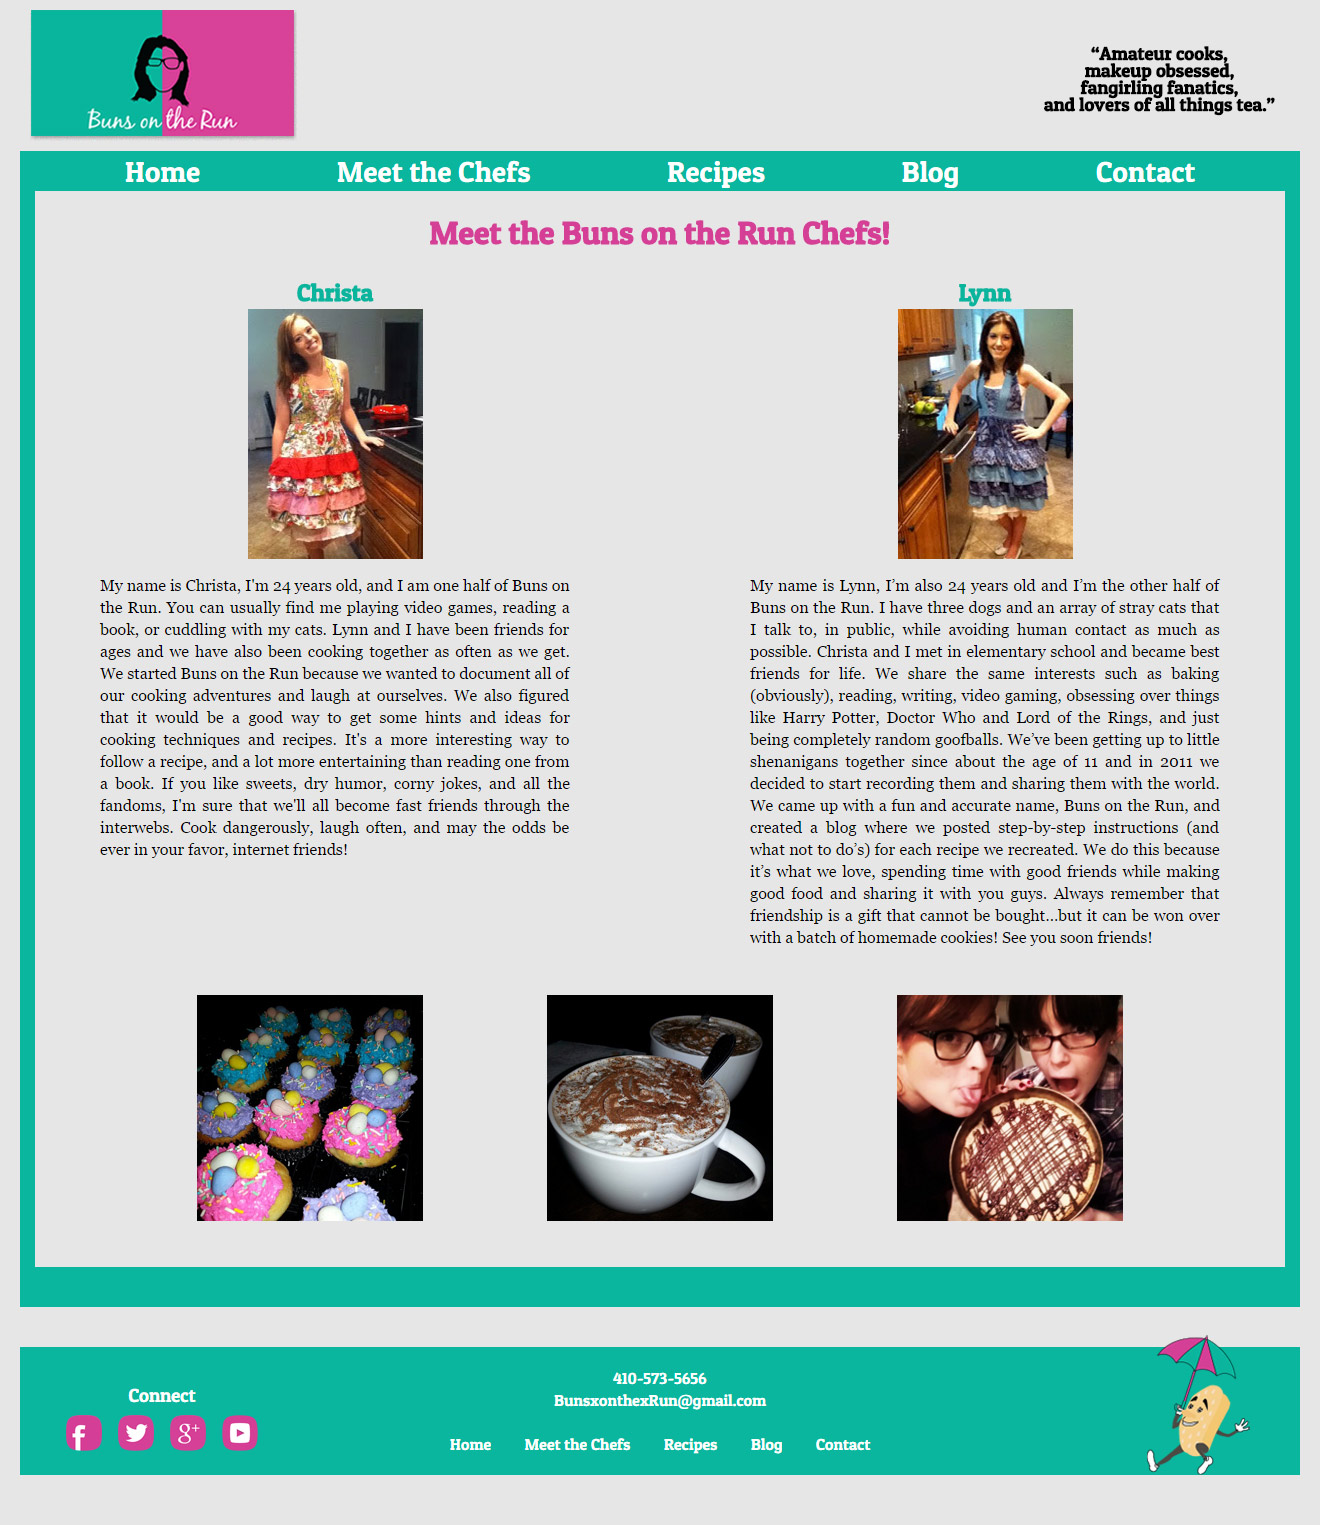 Buns on the Run
“Amateur cooks,
makeup obsessed,
fangirling fanatics,
and lovers of all things tea.”
Home Meet the Chefs Recipes Blog Contact
Meet the Buns on the Run Chefs!
Christa
My name is Christa, I'm 24 years old, and I am one half of Buns on
the Run. You can usually find me playing video games, reading a
book, or cuddling with my cats. Lynn and I have been friends for
ages and we have also been cooking together as often as we get.
We started Buns on the Run because we wanted to document all of
our cooking adventures and laugh at ourselves. We also figured
that it would be a good way to get some hints and ideas for
cooking techniques and recipes. It's a more interesting way to
follow a recipe, and a lot more entertaining than reading one from
a book. If you like sweets, dry humor, corny jokes, and all the
fandoms, I'm sure that we'll all become fast friends through the
interwebs. Cook dangerously, laugh often, and may the odds be
ever in your favor, internet friends!
Lynn
My name is Lynn, I’m also 24 years old and I’m the other half of
Buns on the Run. I have three dogs and an array of stray cats that
I talk to, in public, while avoiding human contact as much as
possible. Christa and I met in elementary school and became best
friends for life. We share the same interests such as baking
(obviously), reading, writing, video gaming, obsessing over things
like Harry Potter, Doctor Who and Lord of the Rings, and just
being completely random goofballs. We’ve been getting up to little
shenanigans together since about the age of 11 and in 2011 we
decided to start recording them and sharing them with the world.
We came up with a fun and accurate name, Buns on the Run, and
created a blog where we posted step-by-step instructions (and
what not to do’s) for each recipe we recreated. We do this because
it’s what we love, spending time with good friends while making
good food and sharing it with you guys. Always remember that
friendship is a gift that cannot be bought...but it can be won over
with a batch of homemade cookies! See you soon friends!
Connect
410-573-5656
BunsxonthexRun@gmail.com
Home Meet the Chefs Recipes Blog Contact